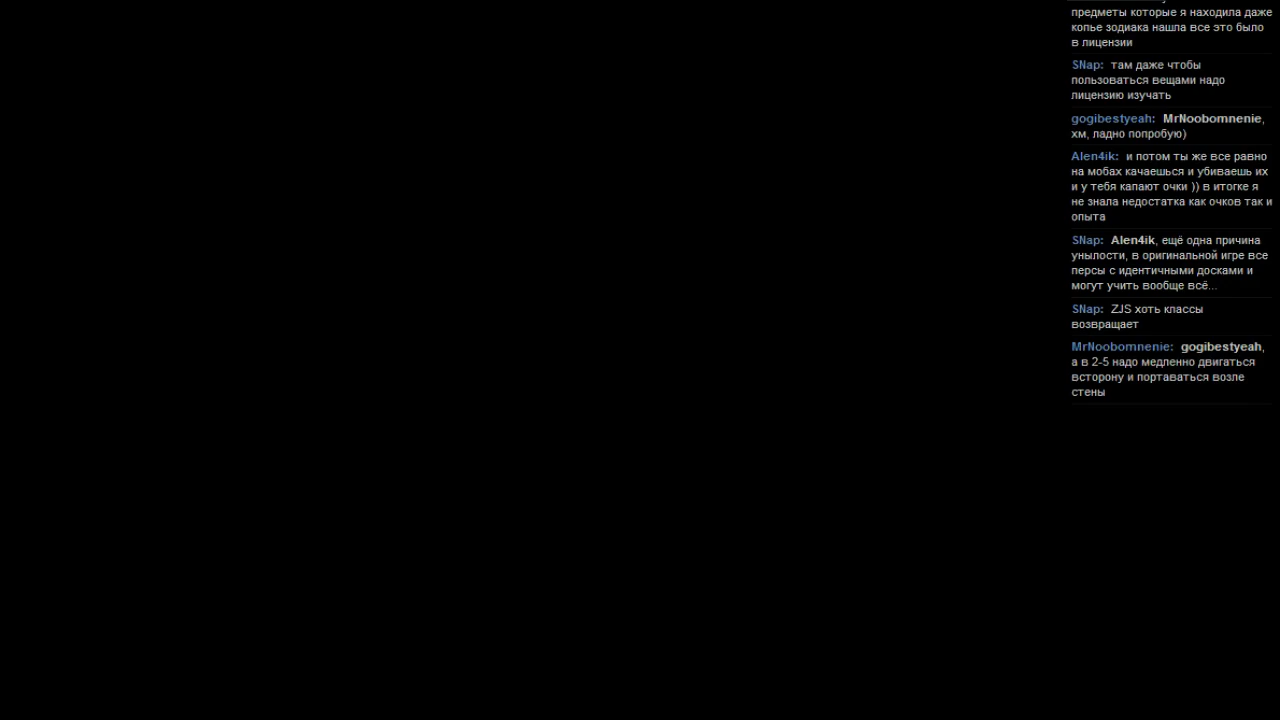 предметы которые я находила даже
копье зодиака нашла все это было
в лицензии
SNap: там даже чтобы
пользоваться вещами надо
лицензию изучать
gogibestyeah: MrNoobomnenie,
хм, ладно попробую)
Alen4ik: и потом ты же все равно
на мобах качаешься и убиваешь их
и у тебя капают очки )) в итогке я
не знала недостатка как очков так и
опыта
SNap: Alen4ik, ещё одна причина
унылости, в оригинальной игре все
персы с идентичными досками и
могут учить вообще всё...
SNap: ZJS хоть классы
возвращает
MrNoobomnenie: gogibestyeah,
а в 2-5 надо медленно двигаться
всторону и портаваться возле
стены